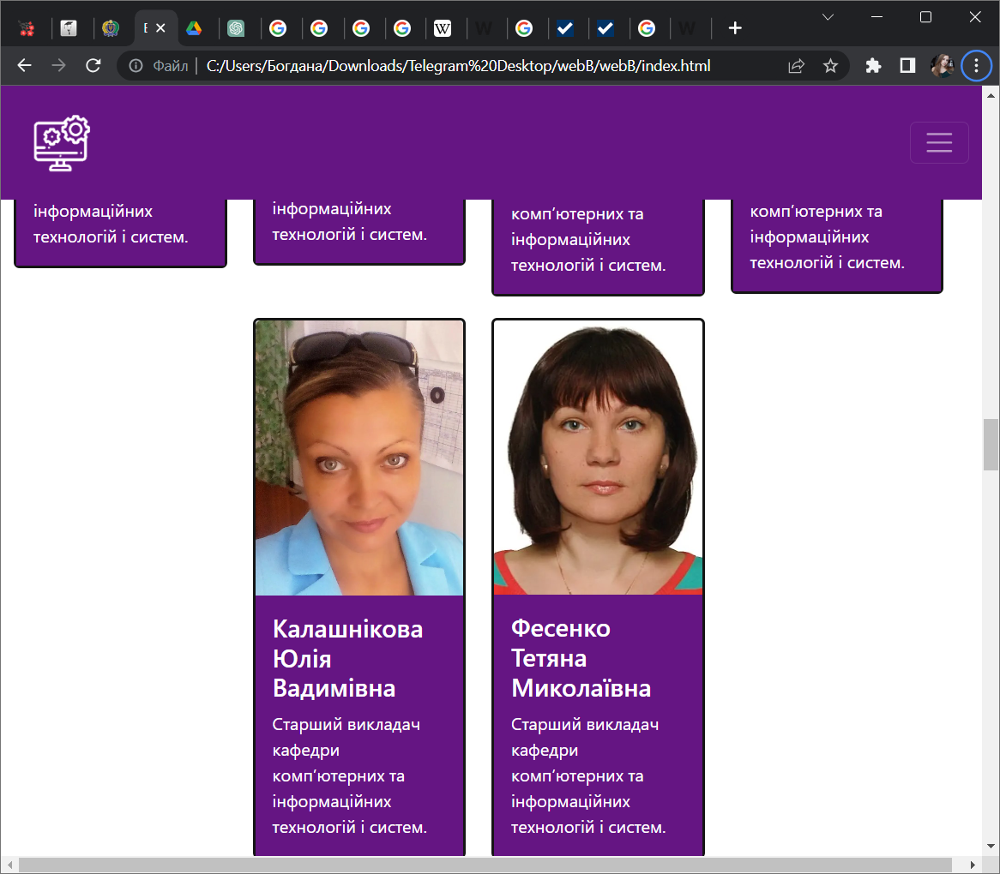 E
W
W
W
Файл
C:/Users/Богдана/Downloads/Telegram%20Desktop/webB/webB/index.html
інформаційних
технологій і систем.
інформаційних
технологій і систем.
комп’ютерних та
інформаційних
технологій і систем.
комп’ютерних та
інформаційних
технологій і систем.
Калашнікова
Юлія
Вадимівна
Старший викладач
кафедри
комп’ютерних та
інформаційних
технологій і систем.
Фесенко
Тетяна
Миколаївна
Старший викладач
кафедри
комп’ютерних та
інформаційних
технологій і систем.